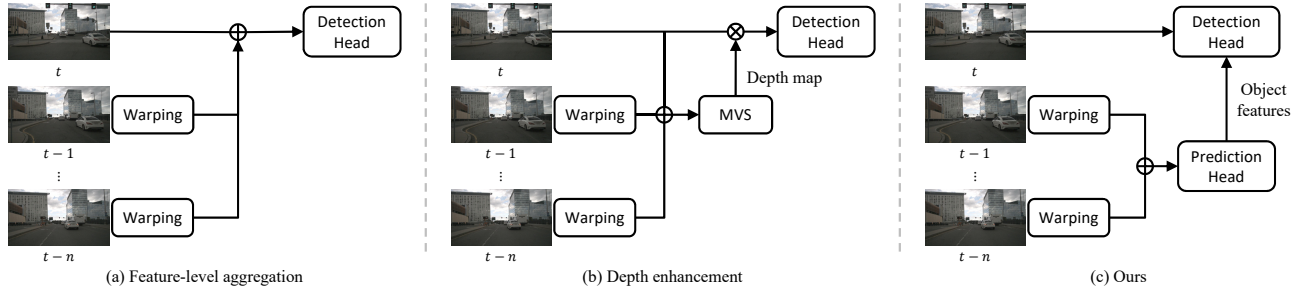 Detection
Head
t
Warping
t − 1
⋮
Warping
t − n
(a) Feature-level aggregation
Detection
Head
t
Depth map
Warping
MVS
t − 1
⋮
Warping
t − n
(b) Depth enhancement
Detection
Head
t
Object
features
Warping
t − 1
Prediction
Head
⋮
Warping
t − n
(c) Ours